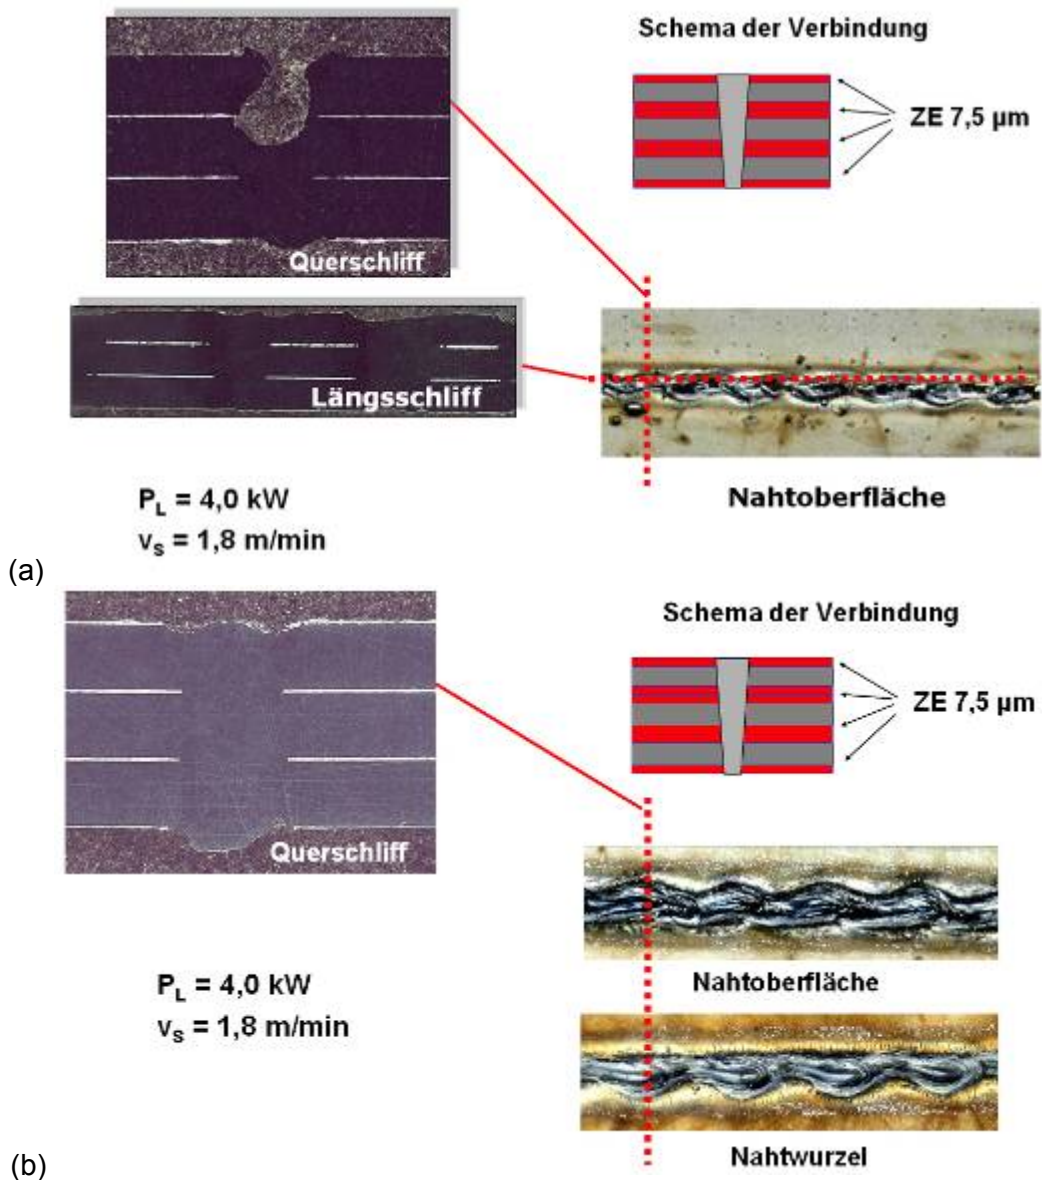 Schema der Verbindung
ZE 7,5 µm
Querschliff
Längsschliff
Nahtoberfläche
P_L = 4,0 kW
v_S = 1,8 m/min
(a)
Schema der Verbindung
ZE 7,5 µm
Querschliff
P_L = 4,0 kW
v_S = 1,8 m/min
Nahtoberfläche
Nahtwurzel
(b)